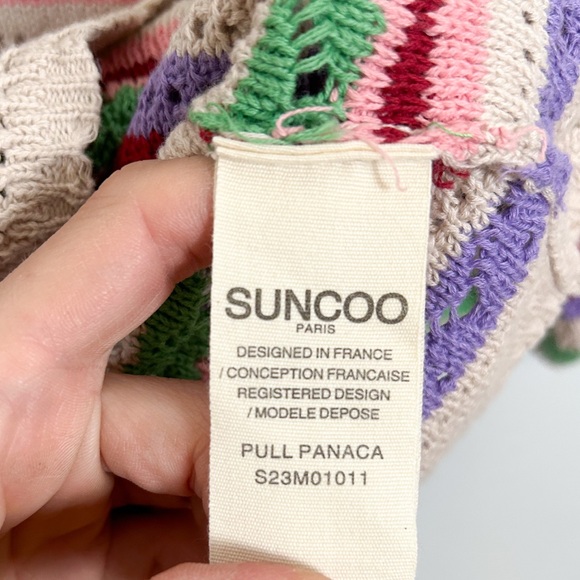 SUNCOO
PARIS
DESIGNED IN FRANCE
/ CONCEPTION FRANCAISE
REGISTERED DESIGN
/ MODELE DEPOSE
PULL PANACA
S23M01011